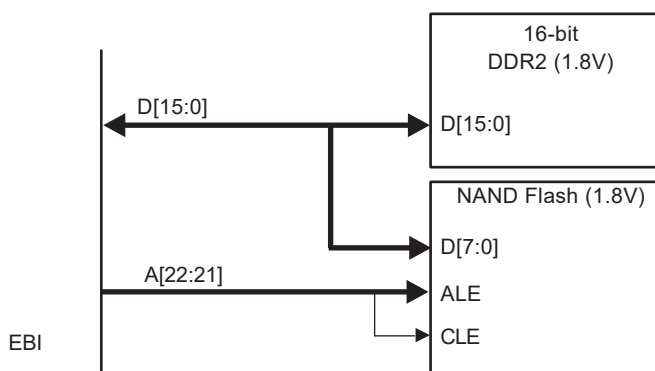 16-bit
DDR2 (1.8V)
D[15:0]
D[15:0]
NAND Flash (1.8V)
D[7:0]
A[22:21]
ALE
CLE
EBI